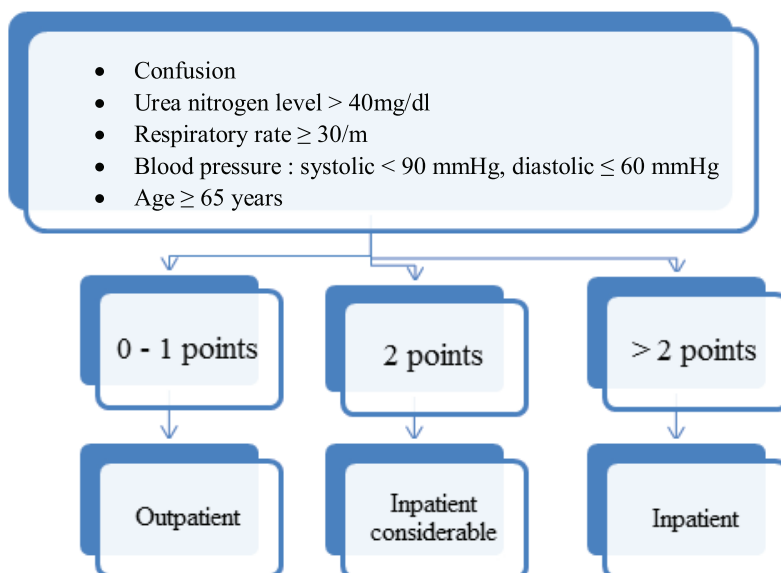 • Confusion
• Urea nitrogen level > 40mg/dl
• Respiratory rate ≥ 30/m
• Blood pressure : systolic < 90 mmHg, diastolic ≤ 60 mmHg
• Age ≥ 65 years
0 - 1 points
2 points
> 2 points
Outpatient
Inpatient
considerable
Inpatient